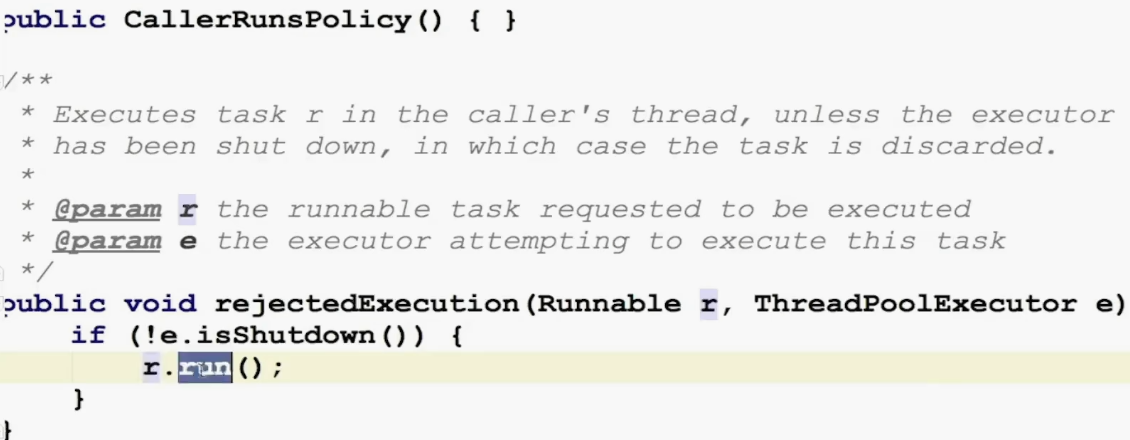 public CallerRunsPolicy() { }
/**
* Executes task r in the caller's thread, unless the executor
* has been shut down, in which case the task is discarded.
*
* @param r the runnable task requested to be executed
* @param e the executor attempting to execute this task
*/
public void rejectedExecution(Runnable r, ThreadPoolExecutor e)
if (!e.isShutdown()) {
r.run();
}
}